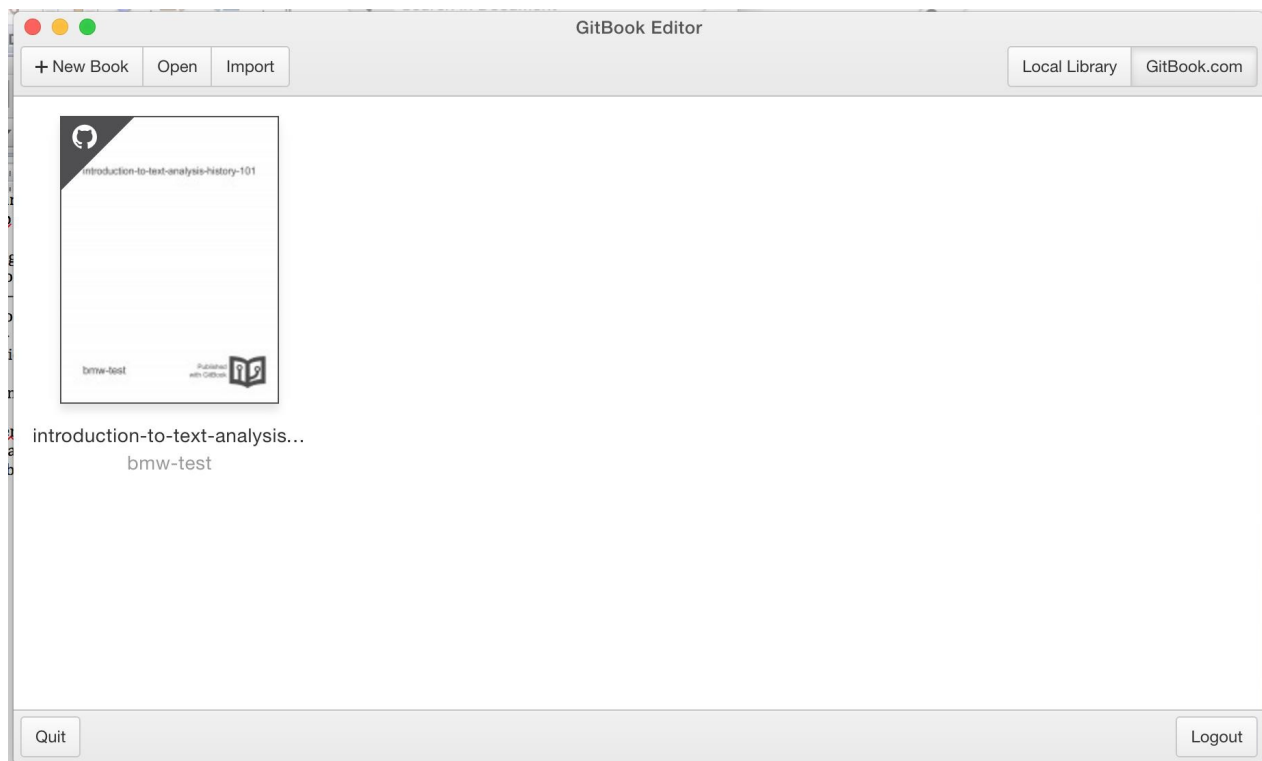 GitBook Editor
+ New Book Open Import Local Library GitBook.com
introduction-to-text-analysis-history-101
bmw-test
Published
with GitBook
introduction-to-text-analysis...
bmw-test
Quit Logout